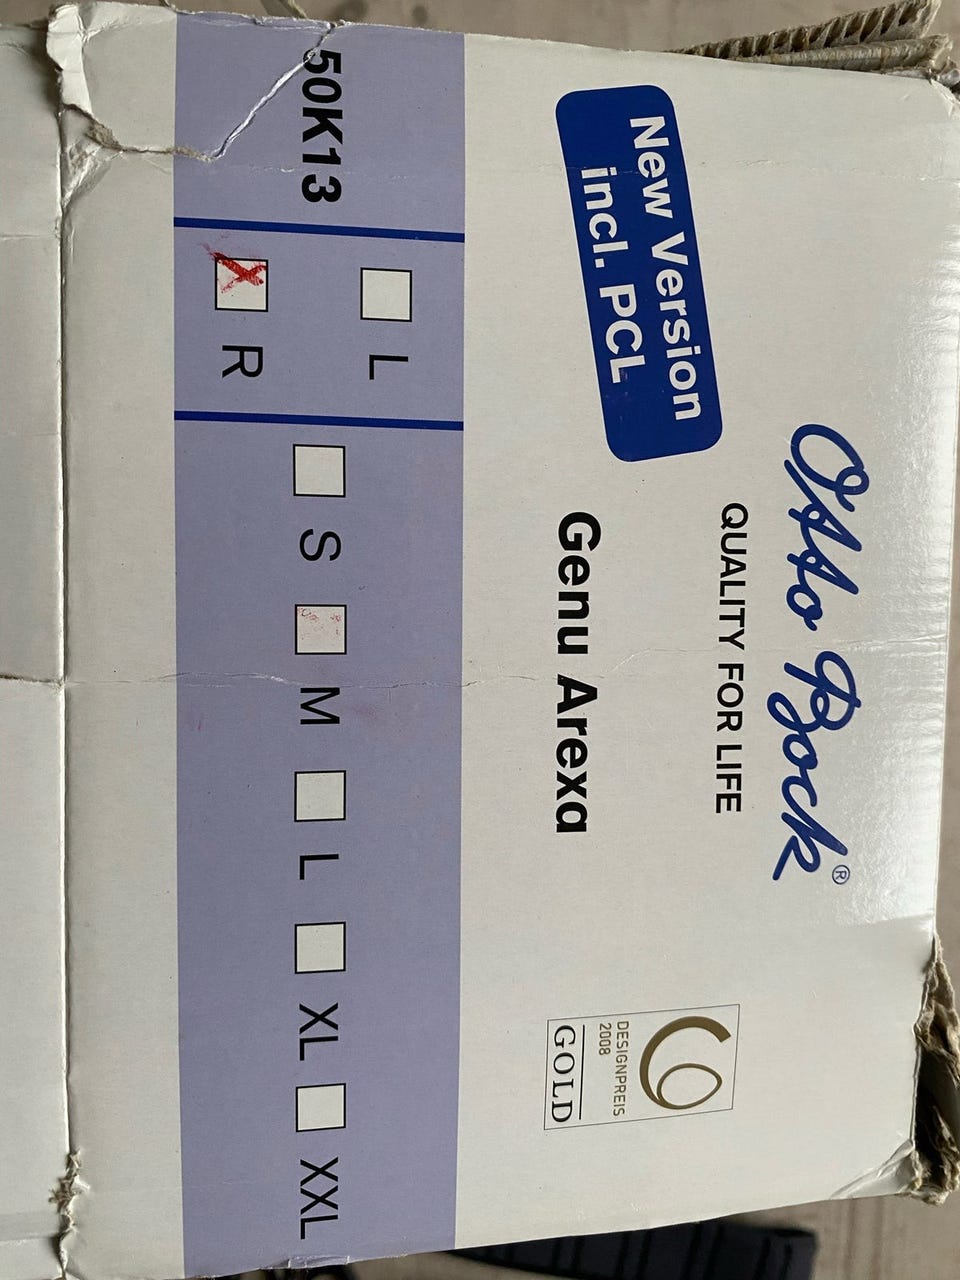 Otto Bock®
QUALITY FOR LIFE
New Version
incl. PCL
Genu Arexa
DESIGNPREIS
2008
GOLD
50K13
L
R
S M L XL XXL